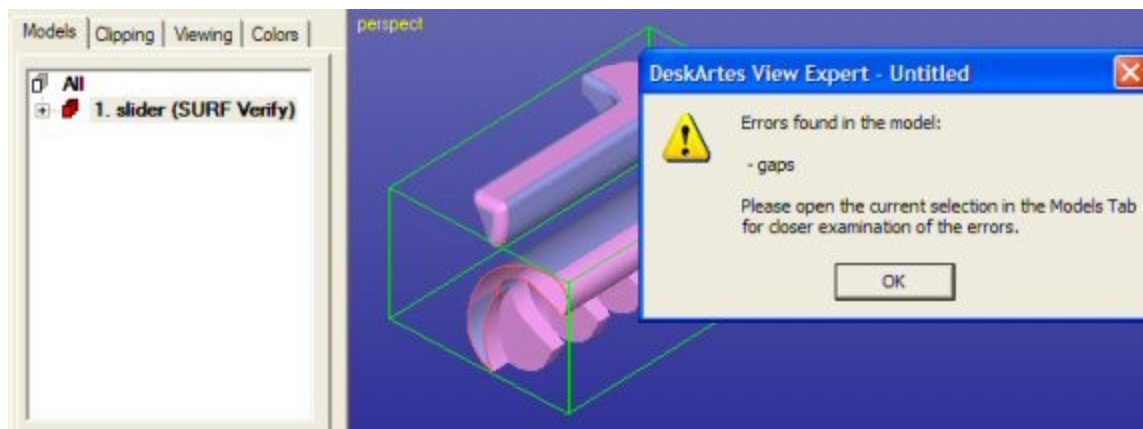 Models Clipping Viewing Colors
All
1. slider (SURF Verify)
perspect
DeskArtes View Expert - Untitled
Errors found in the model:
- gaps
Please open the current selection in the Models Tab
for closer examination of the errors.
OK